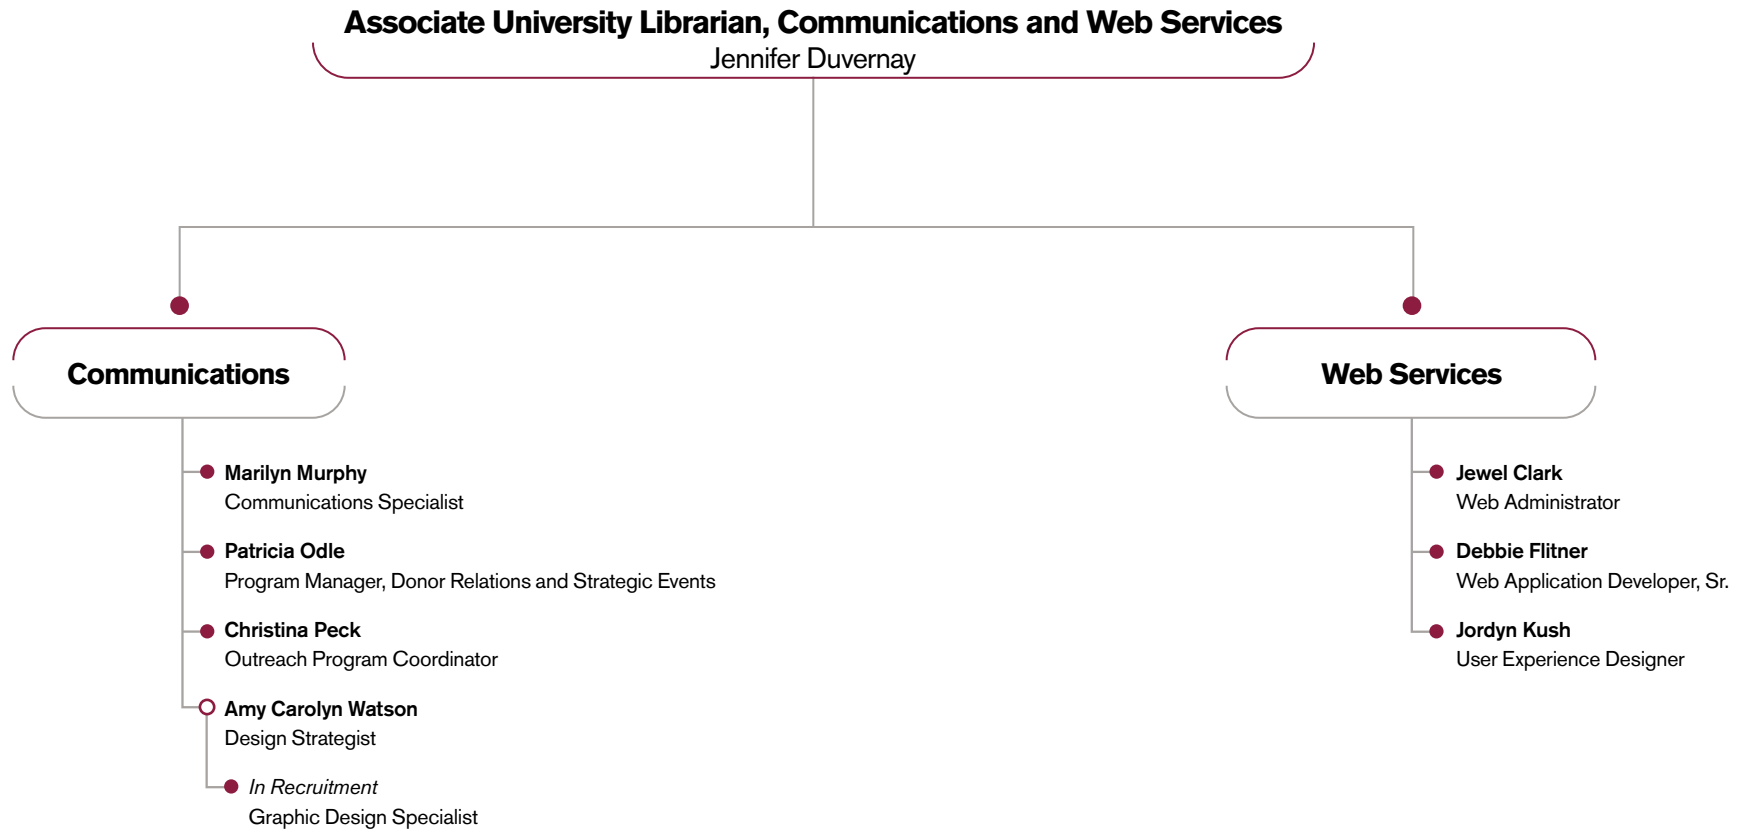 Associate University Librarian, Communications and Web Services
Jennifer Duvernay
Communications
Marilyn Murphy
Communications Specialist
Patricia Odle
Program Manager, Donor Relations and Strategic Events
Christina Peck
Outreach Program Coordinator
Amy Carolyn Watson
Design Strategist
In Recruitment
Graphic Design Specialist
Web Services
Jewel Clark
Web Administrator
Debbie Flitner
Web Application Developer, Sr.
Jordyn Kush
User Experience Designer